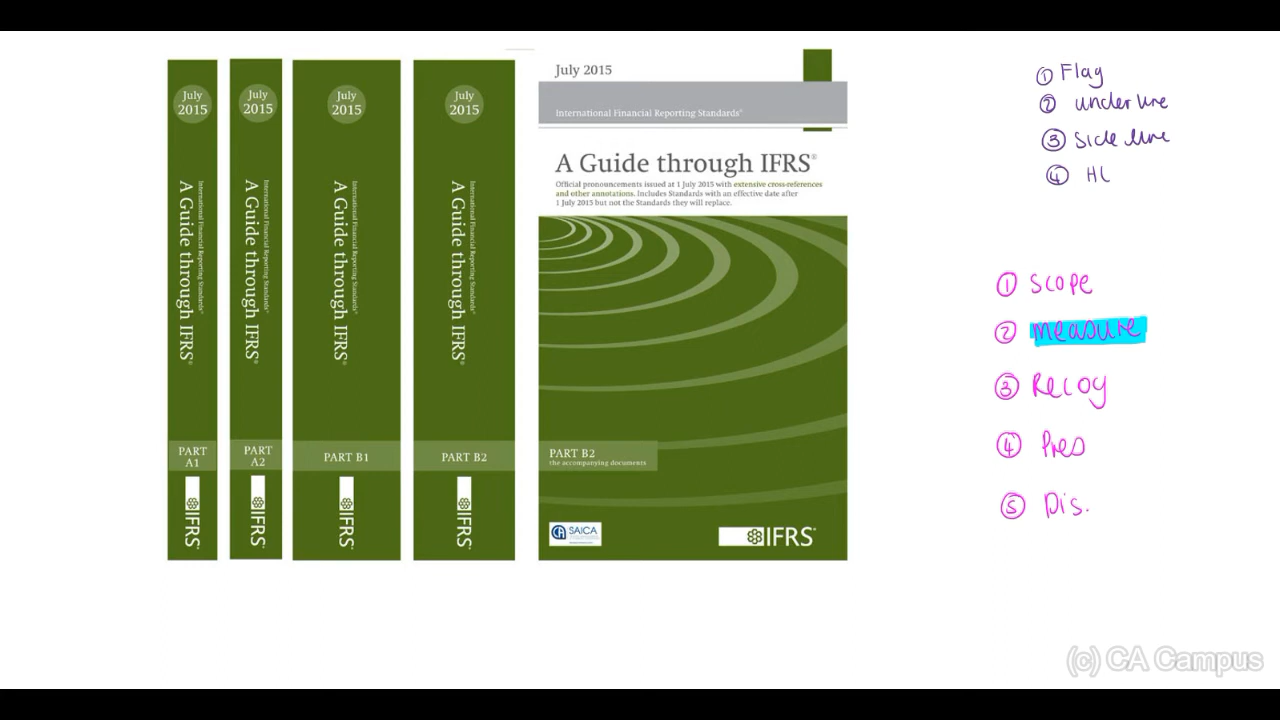 July
2015
International Financial Reporting Standards®
A Guide through IFRS®
PART
A1
IFRS®
July
2015
International Financial Reporting Standards®
A Guide through IFRS®
PART
A2
IFRS®
July
2015
International Financial Reporting Standards®
A Guide through IFRS®
PART B1
IFRS®
July
2015
International Financial Reporting Standards®
A Guide through IFRS®
PART B2
IFRS®
July 2015
International Financial Reporting Standards®
A Guide through IFRS®
Official pronouncements issued at 1 July 2015 with extensive cross-references
and other annotations. Includes Standards with an effective date after
1 July 2015 but not the Standards they will replace.
PART B2
the accompanying documents
CA SAICA
IFRS®
① Flag
② underline
③ Side line
④ HL
① Scope
② measure
③ Recog
④ Pres
⑤ Dis.
(c) CA Campus